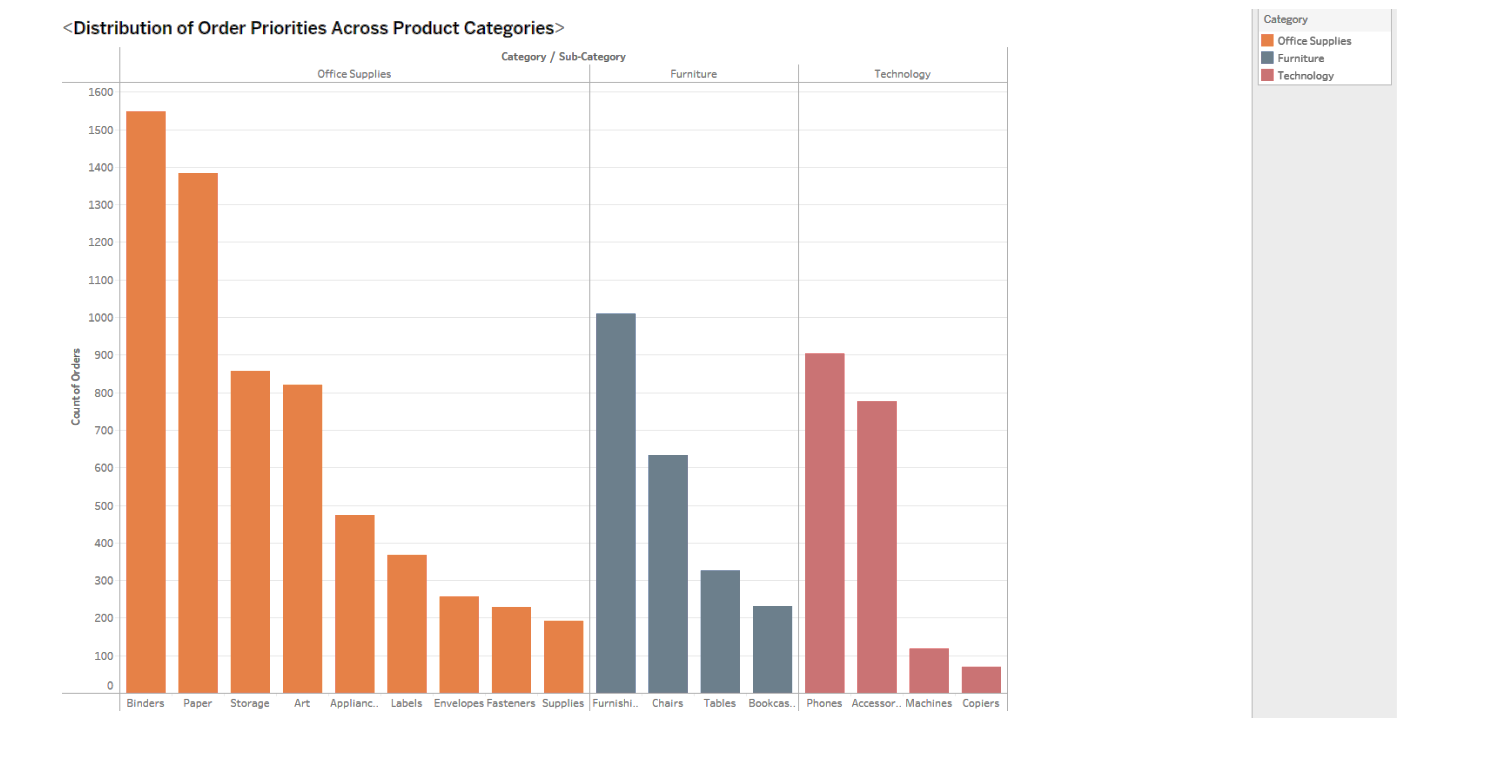 <Distribution of Order Priorities Across Product Categories>
Category / Sub-Category
Office Supplies Furniture Technology
1600
1500
1400
1300
1200
1100
1000
900
800
700
600
500
400
300
200
100
0
Count of Orders
Binders Paper Storage Art Applianc.. Labels Envelopes Fasteners Supplies Furnishi.. Chairs Tables Bookcas.. Phones Accessor.. Machines Copiers
Category
Office Supplies
Furniture
Technology